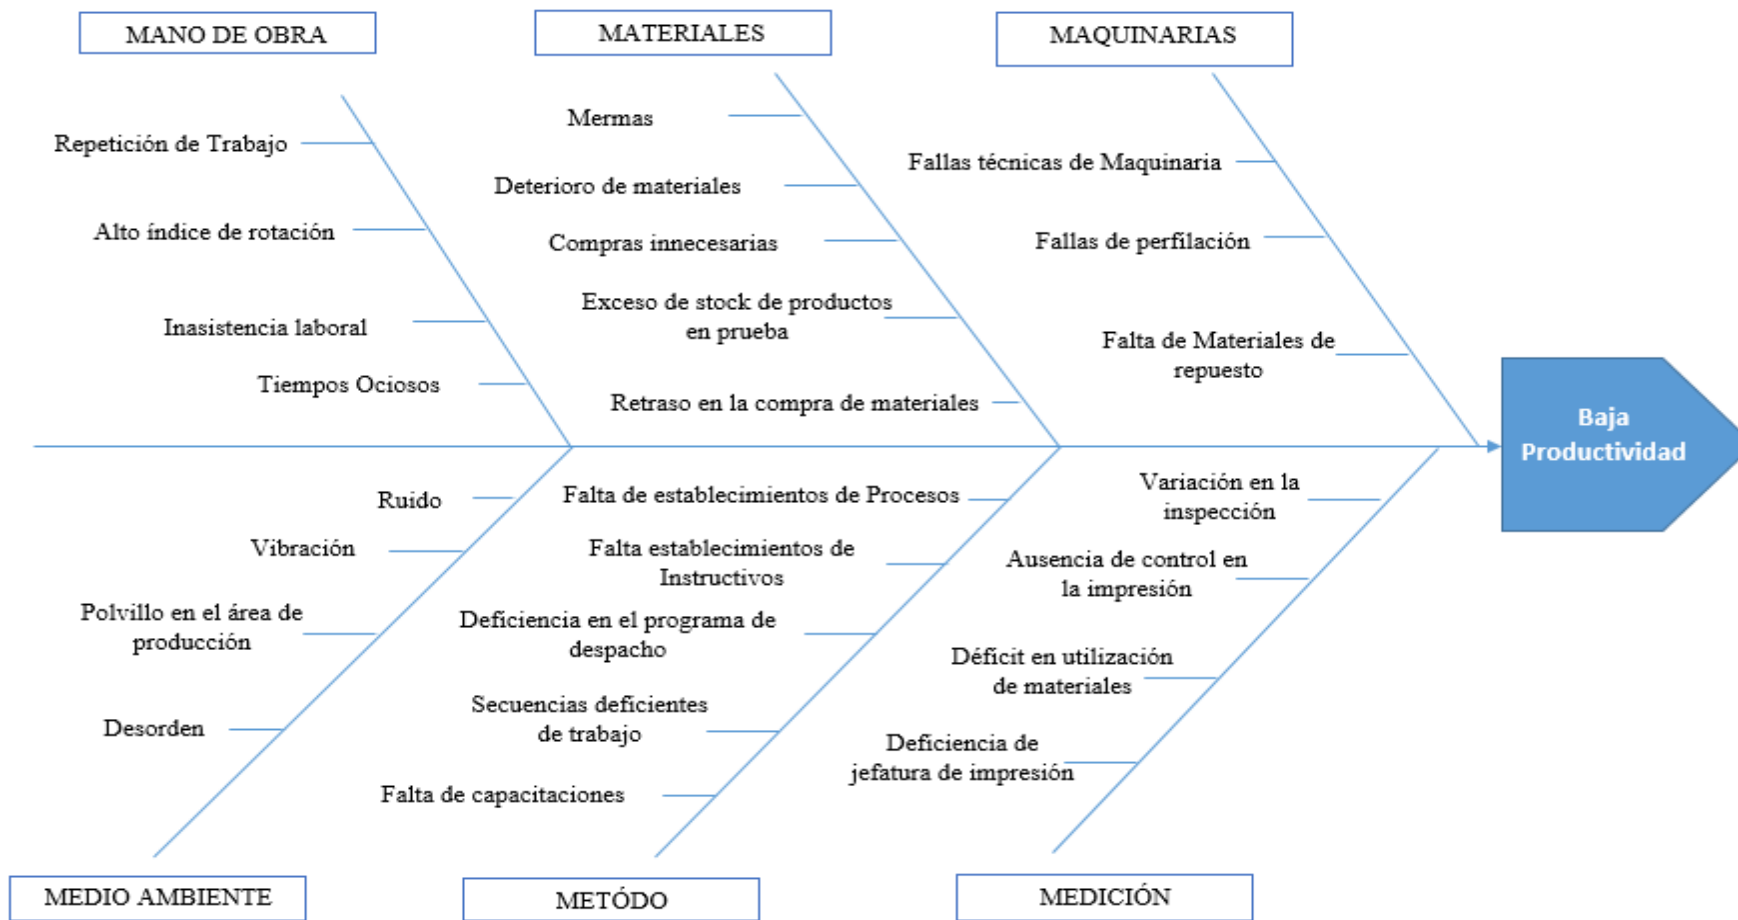 MANO DE OBRA
MATERIALES
MAQUINARIAS
Repetición de Trabajo
Alto índice de rotación
Inasistencia laboral
Tiempos Ociosos
Mermas
Deterioro de materiales
Compras innecesarias
Exceso de stock de productos
en prueba
Retraso en la compra de materiales
Fallas técnicas de Maquinaria
Fallas de perfilación
Falta de Materiales de
repuesto
Baja
Productividad
Ruido
Vibración
Polvillo en el área de
producción
Desorden
Falta de establecimientos de Procesos
Falta establecimientos de
Instructivos
Deficiencia en el programa de
despacho
Secuencias deficientes
de trabajo
Falta de capacitaciones
Variación en la
inspección
Ausencia de control en
la impresión
Déficit en utilización
de materiales
Deficiencia de
jefatura de impresión
MEDIO AMBIENTE
METÓDO
MEDICIÓN